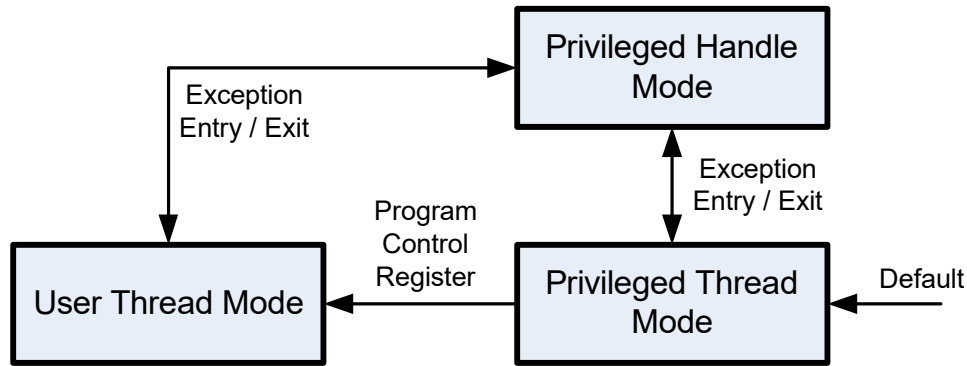 Privileged Handle
Mode
Exception
Entry / Exit
Exception
Entry / Exit
Program
Control
Register
User Thread Mode
Privileged Thread
Mode
Default